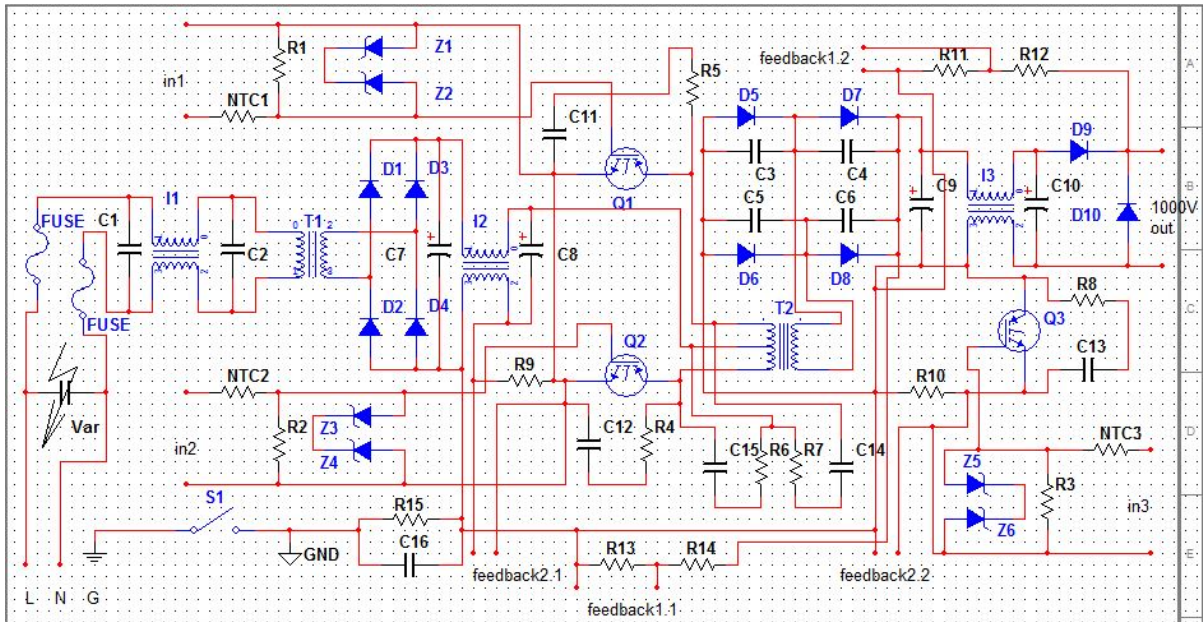 R1
Z1
Z2
in1
NTC1
R5
feedback1.2
R11
R12
A
C11
D5
D7
D9
C3
C4
B
D1
D3
Q1
C5
C6
C9
I3
C10
D10
1000V
out
I1
FUSE
C1
C2
T1
C7
I2
C8
D6
D8
R8
C
D2
D4
FUSE
Q2
T2
Q3
C13
NTC2
R9
R10
Var
Z3
Z4
R2
in2
C12
R4
C15
R6
R7
C14
D
NTC3
Z5
Z6
R3
in3
S1
R15
GND
C16
feedback2.1
R13
R14
feedback2.2
E
L N G
feedback1.1